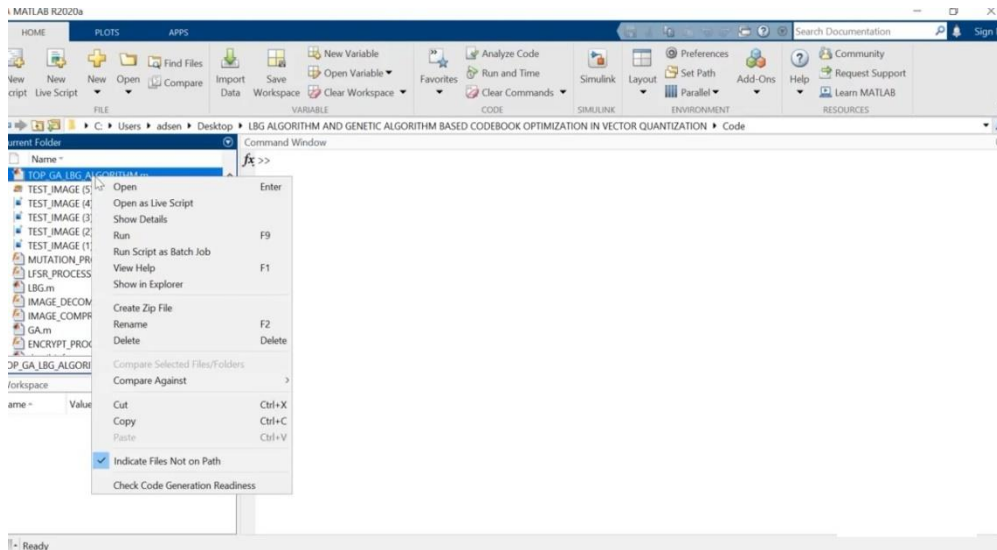 MATLAB R2020a
HOME PLOTS APPS
Search Documentation
Sign
New Script
New Live Script
New
Open
Find Files
Compare
FILE
Import Data
Save Workspace
New Variable
Open Variable
Clear Workspace
VARIABLE
Favorites
Analyze Code
Run and Time
Clear Commands
CODE
Simulink
SIMULINK
Layout
Preferences
Set Path
Parallel
Add-Ons
ENVIRONMENT
Help
Community
Request Support
Learn MATLAB
RESOURCES
C: Users adsen Desktop LBG ALGORITHM AND GENETIC ALGORITHM BASED CODEBOOK OPTIMIZATION IN VECTOR QUANTIZATION Code
urrent Folder
Command Window
Name
fx >>
TOP_GA_LBG_ALGORITHM.m
TEST_IMAGE (5)
TEST_IMAGE (4)
TEST_IMAGE (3)
TEST_IMAGE (2)
TEST_IMAGE (1)
MUTATION_PR
LFSR_PROCESS
LBG.m
IMAGE_DECOM
IMAGE_COMPR
GA.m
ENCRYPT_PROC
OP_GA_LBG_ALGORI
Workspace
ame Value
Open Enter
Open as Live Script
Show Details
Run F9
Run Script as Batch Job
View Help F1
Show in Explorer
Create Zip File
Rename F2
Delete Delete
Compare Selected Files/Folders
Compare Against
Cut Ctrl+X
Copy Ctrl+C
Paste Ctrl+V
Indicate Files Not on Path
Check Code Generation Readiness
Ready